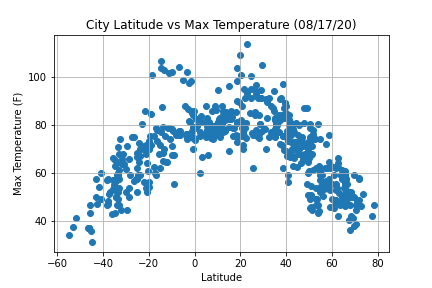 City Latitude vs Max Temperature (08/17/20)
Max Temperature (F)
100
80
60
40
−60 −40 −20 0 20 40 60 80
Latitude